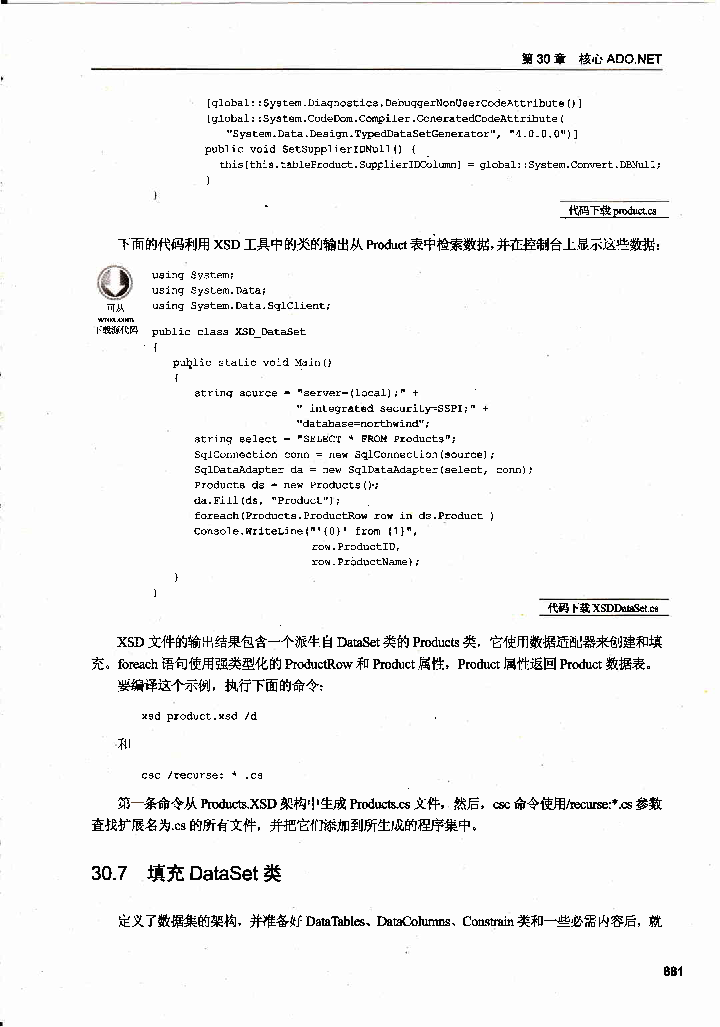 第 30 章 核心 ADO.NET
[global::System.Diagnostics.DebuggerNonUserCodeAttribute()]
[global::System.CodeDom.Compiler.GeneratedCodeAttribute(
"System.Data.Design.TypedDataSetGenerator", "4.0.0.0")]
public void SetSupplierIDNull() {
this[this.tableProduct.SupplierIDColumn] = global::System.Convert.DBNull;
}
}
代码下载 product.cs
下面的代码利用 XSD 工具中的类的输出从 Product 表中检索数据,并在控制台上显示这些数据:
可从
wrox.com
下载源代码
using System;
using System.Data;
using System.Data.SqlClient;
public class XSD_DataSet
{
public static void Main()
{
string source = "server=(local);" +
" integrated security=SSPI;" +
"database=northwind";
string select = "SELECT * FROM Products";
SqlConnection conn = new SqlConnection(source);
SqlDataAdapter da = new SqlDataAdapter(select, conn);
Products ds = new Products();
da.Fill(ds, "Product");
foreach(Products.ProductRow row in ds.Product )
Console.WriteLine("'{0}' from {1}",
row.ProductID,
row.ProductName);
}
}
代码下载 XSDDataSet.cs
XSD 文件的输出结果包含一个派生自 DataSet 类的 Products 类,它使用数据适配器来创建和填
充。foreach 语句使用强类型化的 ProductRow 和 Product 属性,Product 属性返回 Product 数据表。
要编译这个示例,执行下面的命令:
xsd product.xsd /d
和
csc /recurse: * .cs
第一条命令从 Products.XSD 架构中生成 Products.cs 文件,然后,csc 命令使用/recurse:*.cs 参数
查找扩展名为.cs 的所有文件,并把它们添加到所生成的程序集中。
30.7 填充 DataSet 类
定义了数据集的架构,并准备好 DataTables、DataColumns、Constrain 类和一些必需内容后,就
881